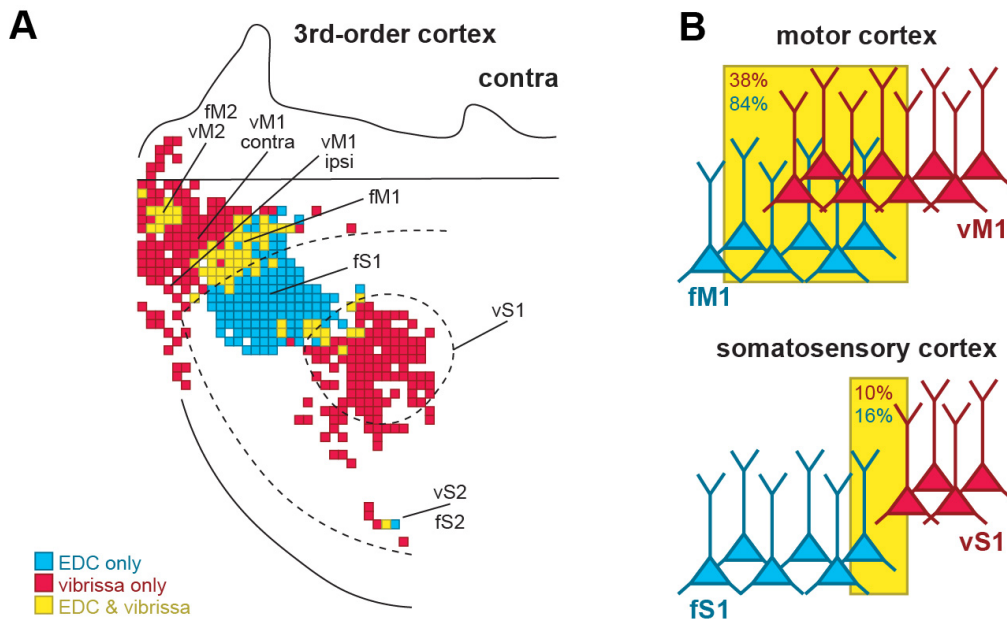 A
3rd-order cortex
contra
fM2
vM2
vM1
contra
vM1
ipsi
fM1
fS1
vS1
vS2
fS2
EDC only
vibrissa only
EDC & vibrissa
B
motor cortex
38%
84%
vM1
fM1
somatosensory cortex
10%
16%
vS1
fS1